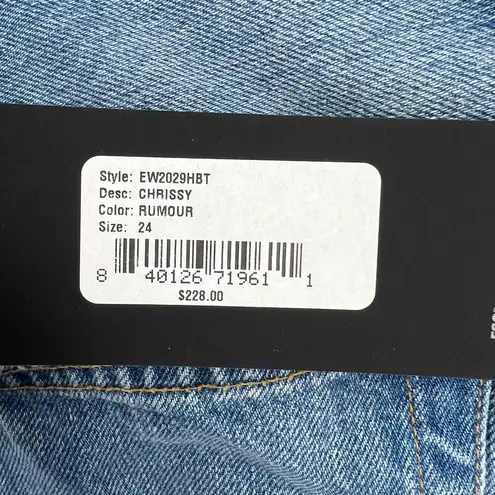 Style: EW2029HBT
Desc: CHRISSY
Color: RUMOUR
Size: 24
8 40126 71961 1
$228.00